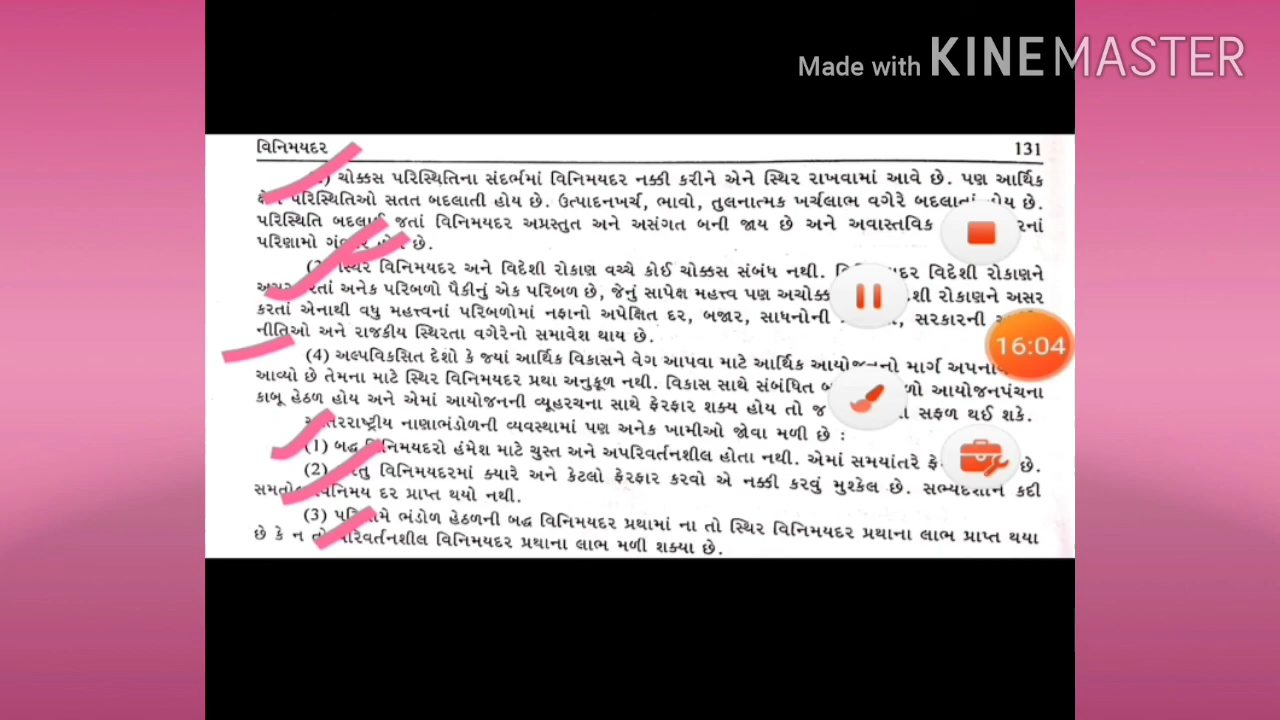 Made with KINEMASTER
વિનિમયદર 131
ચોક્કસ પરિસ્થિતિના સંદર્ભમાં વિનિમયદર નક્કી કરીને એને સ્થિર રાખવામાં આવે છે. પણ આર્થિક
પરિસ્થિતિઓ સતત બદલાતી હોય છે. ઉત્પાદનખર્ચ, ભાવો, તુલનાત્મક ખર્ચલાભ વગેરે બદલાતાં હોય છે.
પરિસ્થિતિ બદલાઈ જતાં વિનિમયદર અપ્રસ્તુત અને અસંગત બની જાય છે અને અવાસ્તવિક
પરિણામો છે.
સ્થિર વિનિમયદર અને વિદેશી રોકાણ વચ્ચે કોઈ ચોક્કસ સંબંધ નથી. વિદેશી રોકાણને
અનેક પરિબળો પૈકીનું એક પરિબળ છે, જેનું સાપેક્ષ મહત્ત્વ પણ રોકાણને અસર
કરતાં એનાથી વધુ મહત્ત્વનાં પરિબળોમાં નફાનો અપેક્ષિત દર, બજાર, સાધનોની સરકારની
નીતિઓ અને રાજકીય સ્થિરતા વગેરેનો સમાવેશ થાય છે.
16:04
(4) અલ્પવિકસિત દેશો કે જ્યાં આર્થિક વિકાસને વેગ આપવા માટે આર્થિક આયોજનનો માર્ગ
આવ્યો છે તેમના માટે સ્થિર વિનિમયદર પ્રથા અનુકૂળ નથી. વિકાસ સાથે સંબંધિત આયોજનપંચના
કાબૂ હેઠળ હોય અને એમાં આયોજનની વ્યૂહરચના સાથે ફેરફાર શક્ય હોય તો જ સફળ થઈ શકે.
નાણાભંડોળની વ્યવસ્થામાં પણ અનેક ખામીઓ જોવા મળી છે :
(1) બદ્ધ વિનિમયદરો હંમેશ માટે ચુસ્ત અને અપરિવર્તનશીલ હોતા નથી. એમાં સમયાંતરે છે.
(2) વિનિમયદરમાં ક્યારે અને કેટલો ફેરફાર કરવો એ નક્કી કરવું મુશ્કેલ છે. સભ્યદેશોને કદી
વિનિમય દર પ્રાપ્ત થયો નથી.
(3) પરિણામે ભંડોળ હેઠળની બદ્ધ વિનિમયદર પ્રથામાં ના તો સ્થિર વિનિમયદર પ્રથાના લાભ પ્રાપ્ત થયા
છે કે ન તો પરિવર્તનશીલ વિનિમયદર પ્રથાના લાભ મળી શક્યા છે.